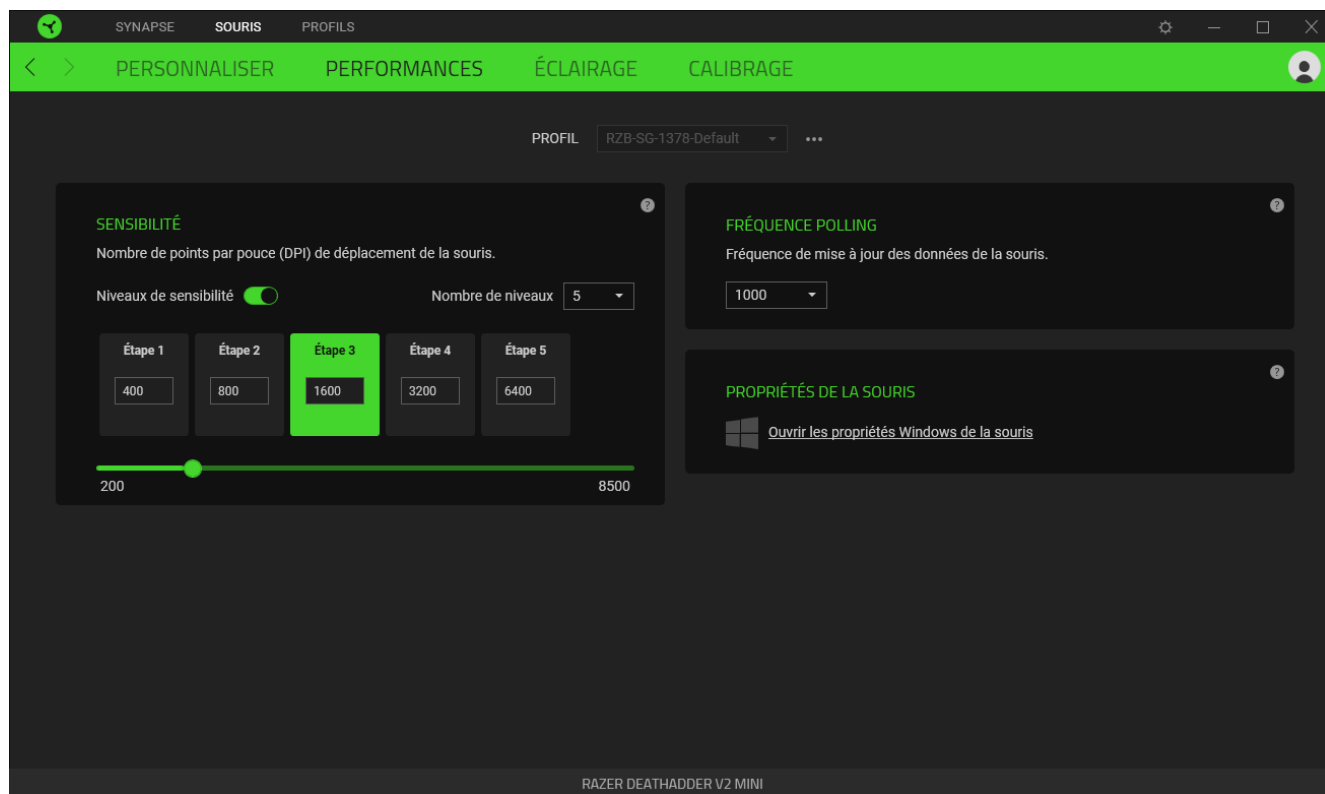 SYNAPSE SOURIS PROFILS
PERSONNALISER PERFORMANCES ÉCLAIRAGE CALIBRAGE
PROFIL RZB-SG-1378-Default
SENSIBILITÉ
Nombre de points par pouce (DPI) de déplacement de la souris.
Niveaux de sensibilité Nombre de niveaux 5
Étape 1 Étape 2 Étape 3 Étape 4 Étape 5
400 800 1600 3200 6400
200 8500
FRÉQUENCE POLLING
Fréquence de mise à jour des données de la souris.
1000
PROPRIÉTÉS DE LA SOURIS
Ouvrir les propriétés Windows de la souris
RAZER DEATHADDER V2 MINI